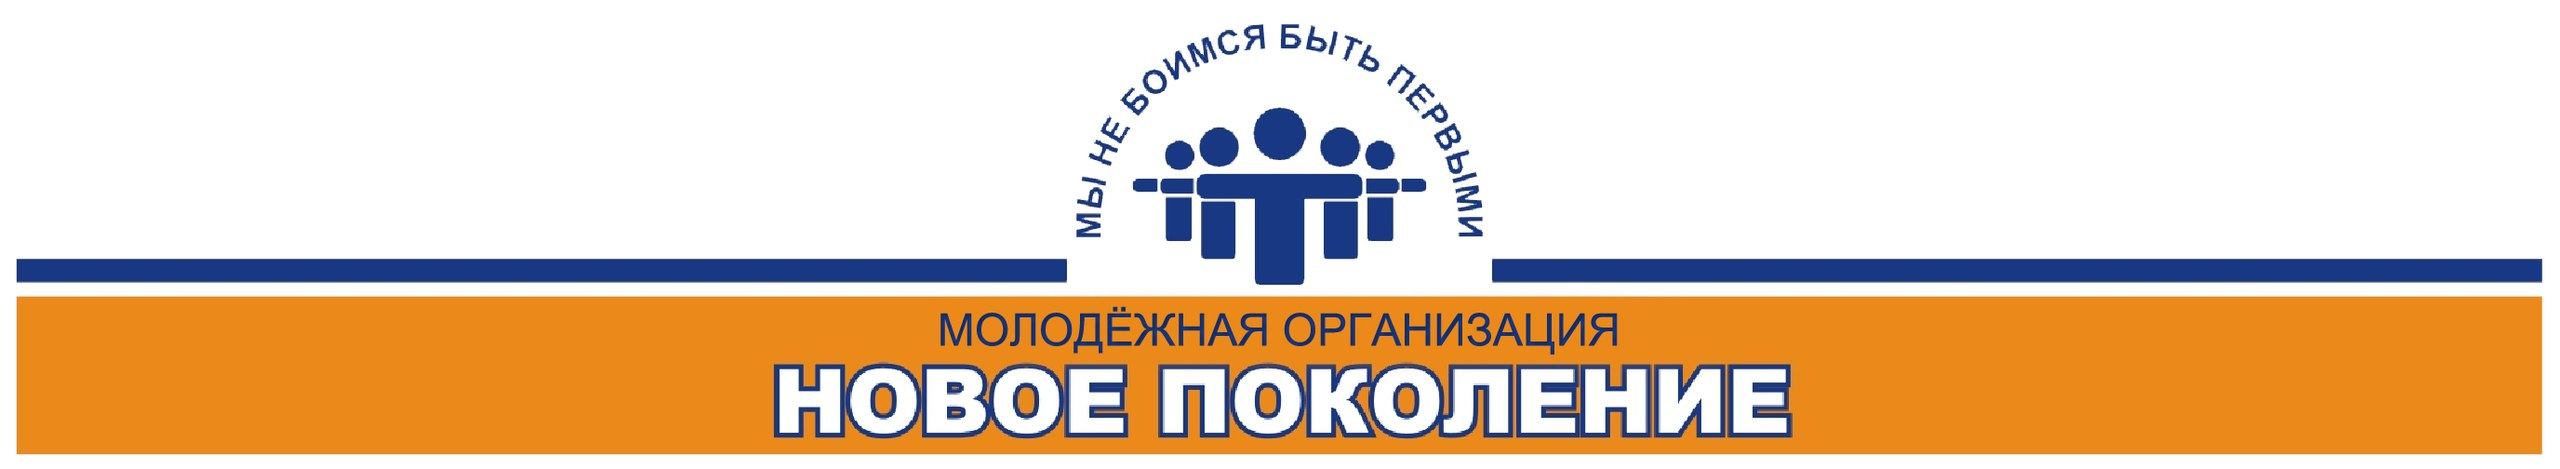 МЫ НЕ БОИМСЯ БЫТЬ ПЕРВЫМИ
МОЛОДЁЖНАЯ ОРГАНИЗАЦИЯ
НОВОЕ ПОКОЛЕНИЕ